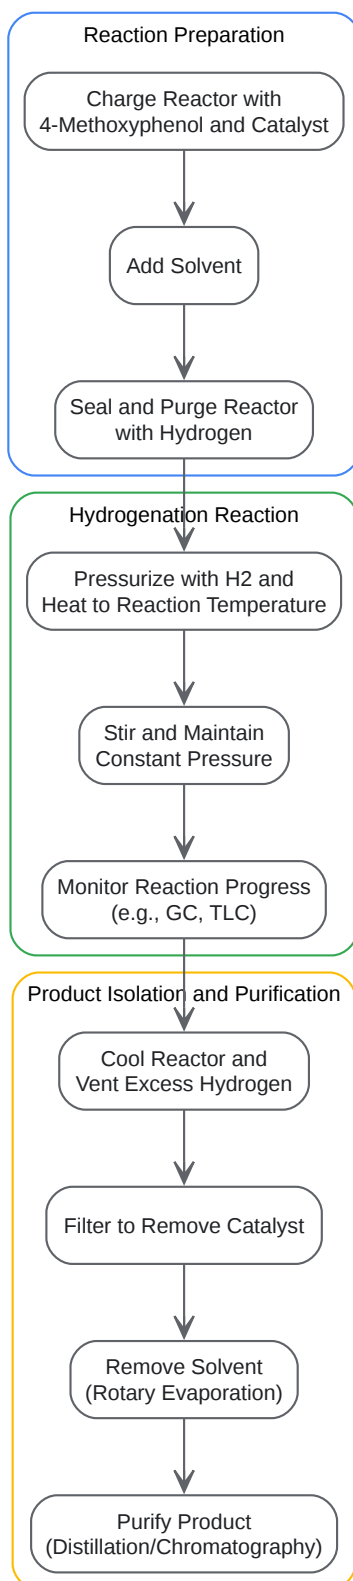 Reaction Preparation
Charge Reactor with
4-Methoxyphenol and Catalyst
Add Solvent
Seal and Purge Reactor
with Hydrogen
Hydrogenation Reaction
Pressurize with H2 and
Heat to Reaction Temperature
Stir and Maintain
Constant Pressure
Monitor Reaction Progress
(e.g., GC, TLC)
Product Isolation and Purification
Cool Reactor and
Vent Excess Hydrogen
Filter to Remove Catalyst
Remove Solvent
(Rotary Evaporation)
Purify Product
(Distillation/Chromatography)